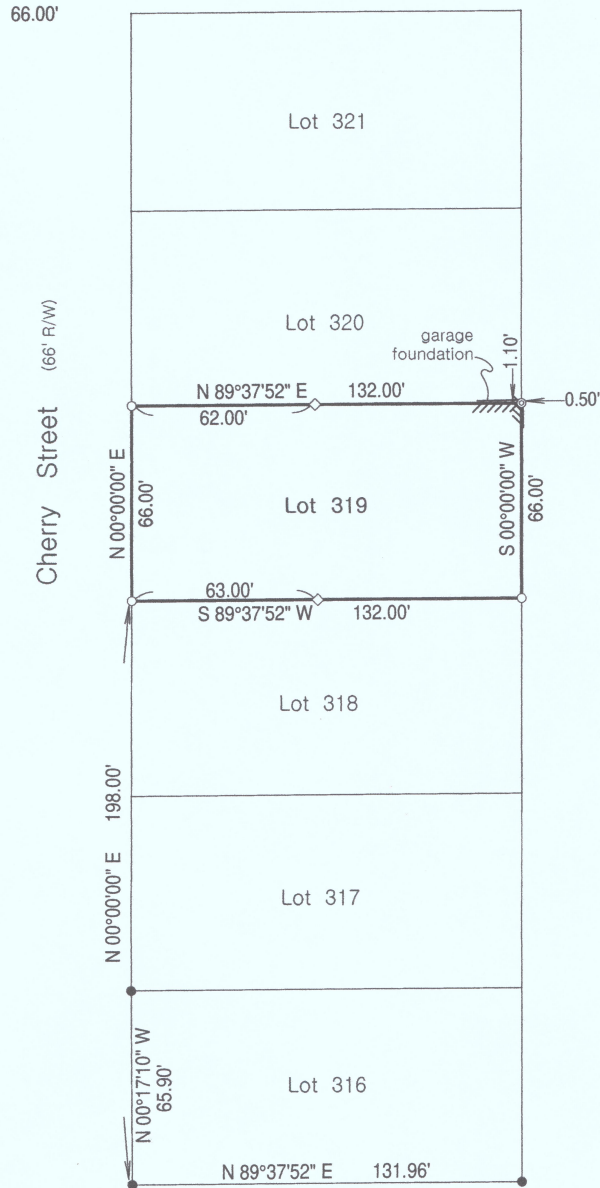 66.00'
Lot 321
Cherry Street (66' R/W)
Lot 320
garage
foundation
1.10'
0.50'
N 89°37'52" E 132.00'
62.00'
N 00°00'00" E
66.00'
Lot 319
S 00°00'00" W
66.00'
63.00'
S 89°37'52" W 132.00'
Lot 318
N 00°00'00" E 198.00'
Lot 317
N 00°17'10" W
65.90'
Lot 316
N 89°37'52" E 131.96'